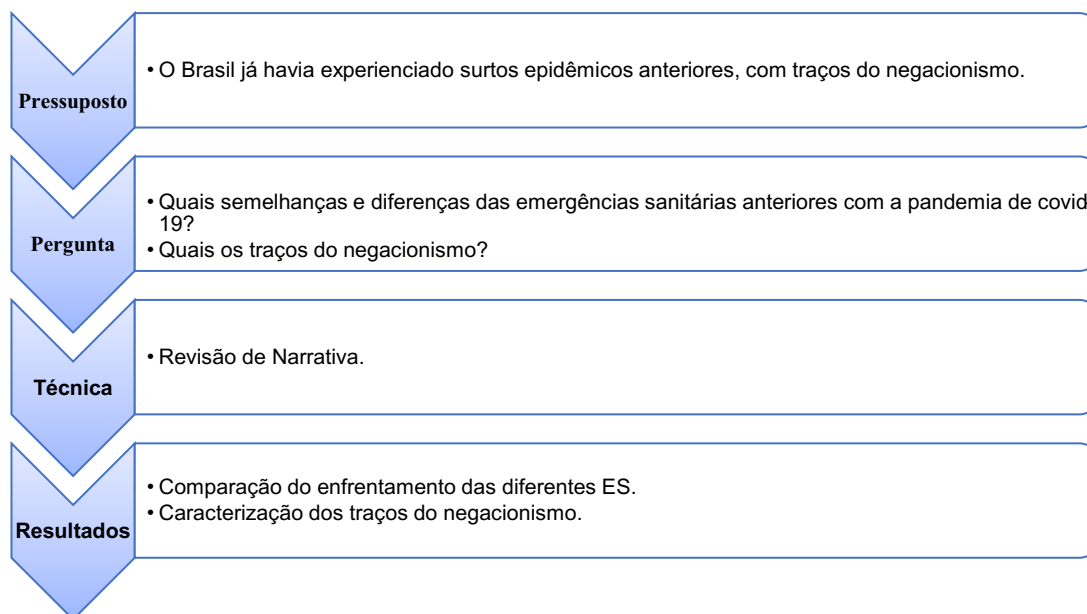 Pressuposto
• O Brasil já havia experienciado surtos epidêmicos anteriores, com traços do negacionismo.
Pergunta
• Quais semelhanças e diferenças das emergências sanitárias anteriores com a pandemia de covid
19?
• Quais os traços do negacionismo?
Técnica
• Revisão de Narrativa.
Resultados
• Comparação do enfrentamento das diferentes ES.
• Caracterização dos traços do negacionismo.